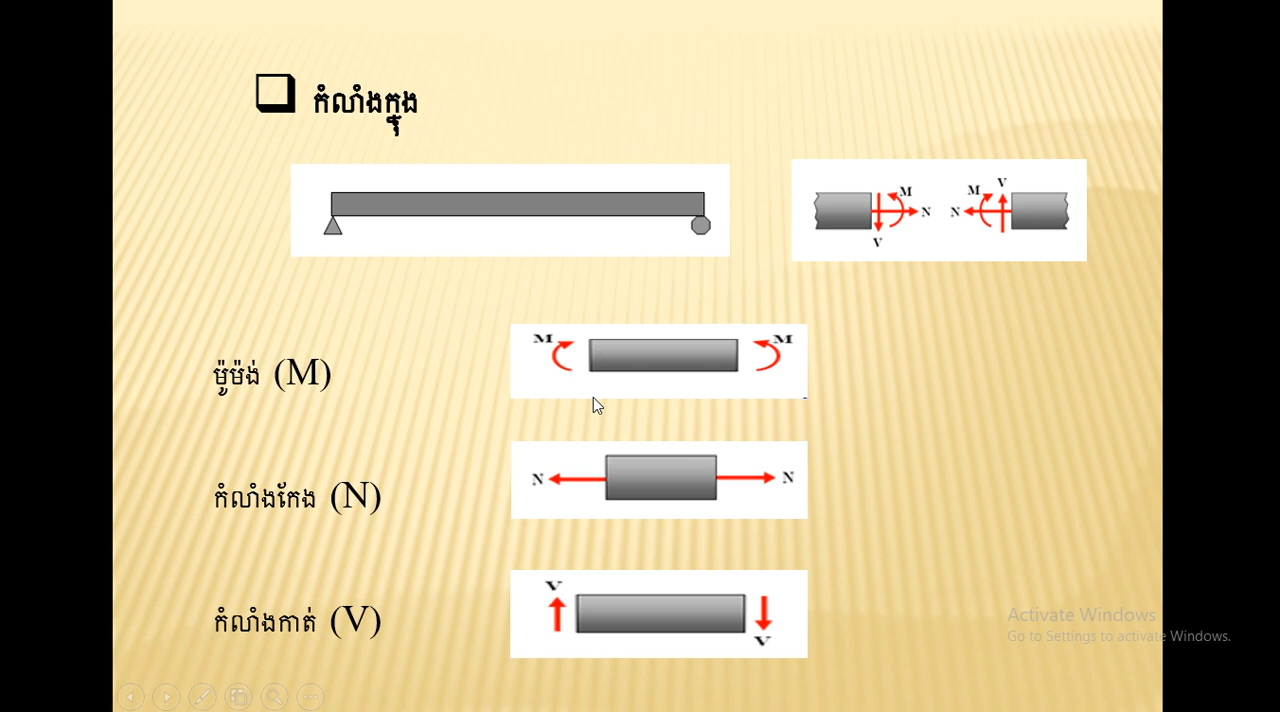 កំលាំងក្នុង
M
N
V
V
M
N
ម៉ូម៉ង់ (M)
M
M
កំលាំងកែង (N)
N
N
កំលាំងកាត់ (V)
V
V
Activate Windows
Go to Settings to activate Windows.